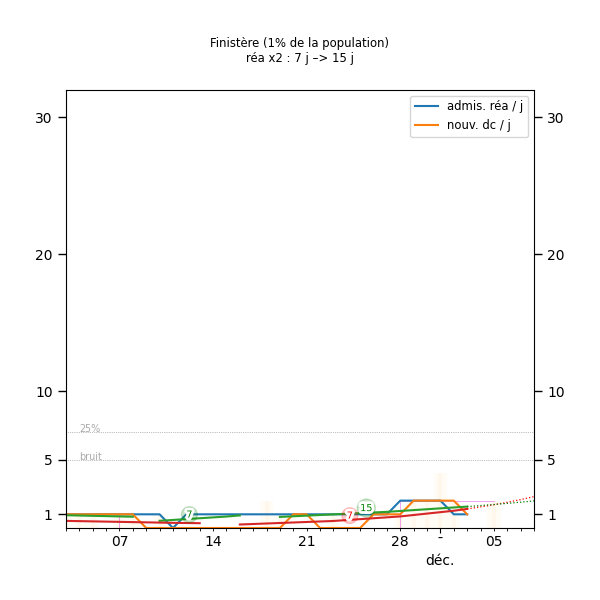 Finistère (1% de la population)
réa x2 : 7 j –> 15 j
admis. réa / j
nouv. dc / j
30 30
20 20
10 10
25%
bruit
5 5
7 7 15
1 1
07 14 21 28 - 05
déc.